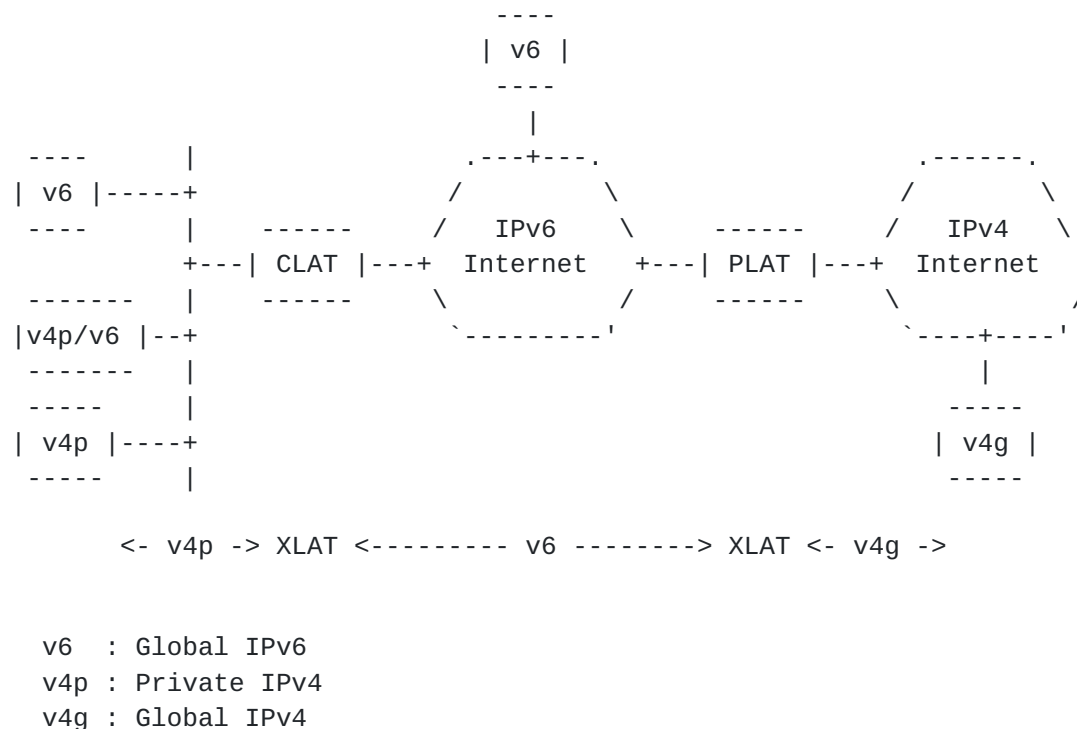 ----
                              | v6 |
                               ----
                                 |
 ----      |                 .---+---.                    .------.
| v6 |-----+                /         \                  /        \
 ----      |    ------     /   IPv6    \     ------     /   IPv4   \
           +---| CLAT |---+  Internet   +---| PLAT |---+  Internet
 -------   |    ------     \           /     ------     \          /
|v4p/v6 |--+                `---------'                  `----+----'
 -------   |                                                  |
 -----     |                                                -----
| v4p |----+                                               | v4g |
 -----     |                                                -----
       <- v4p -> XLAT <--------- v6 --------> XLAT <- v4g ->
  v6  : Global IPv6
  v4p : Private IPv4
  v4g : Global IPv4